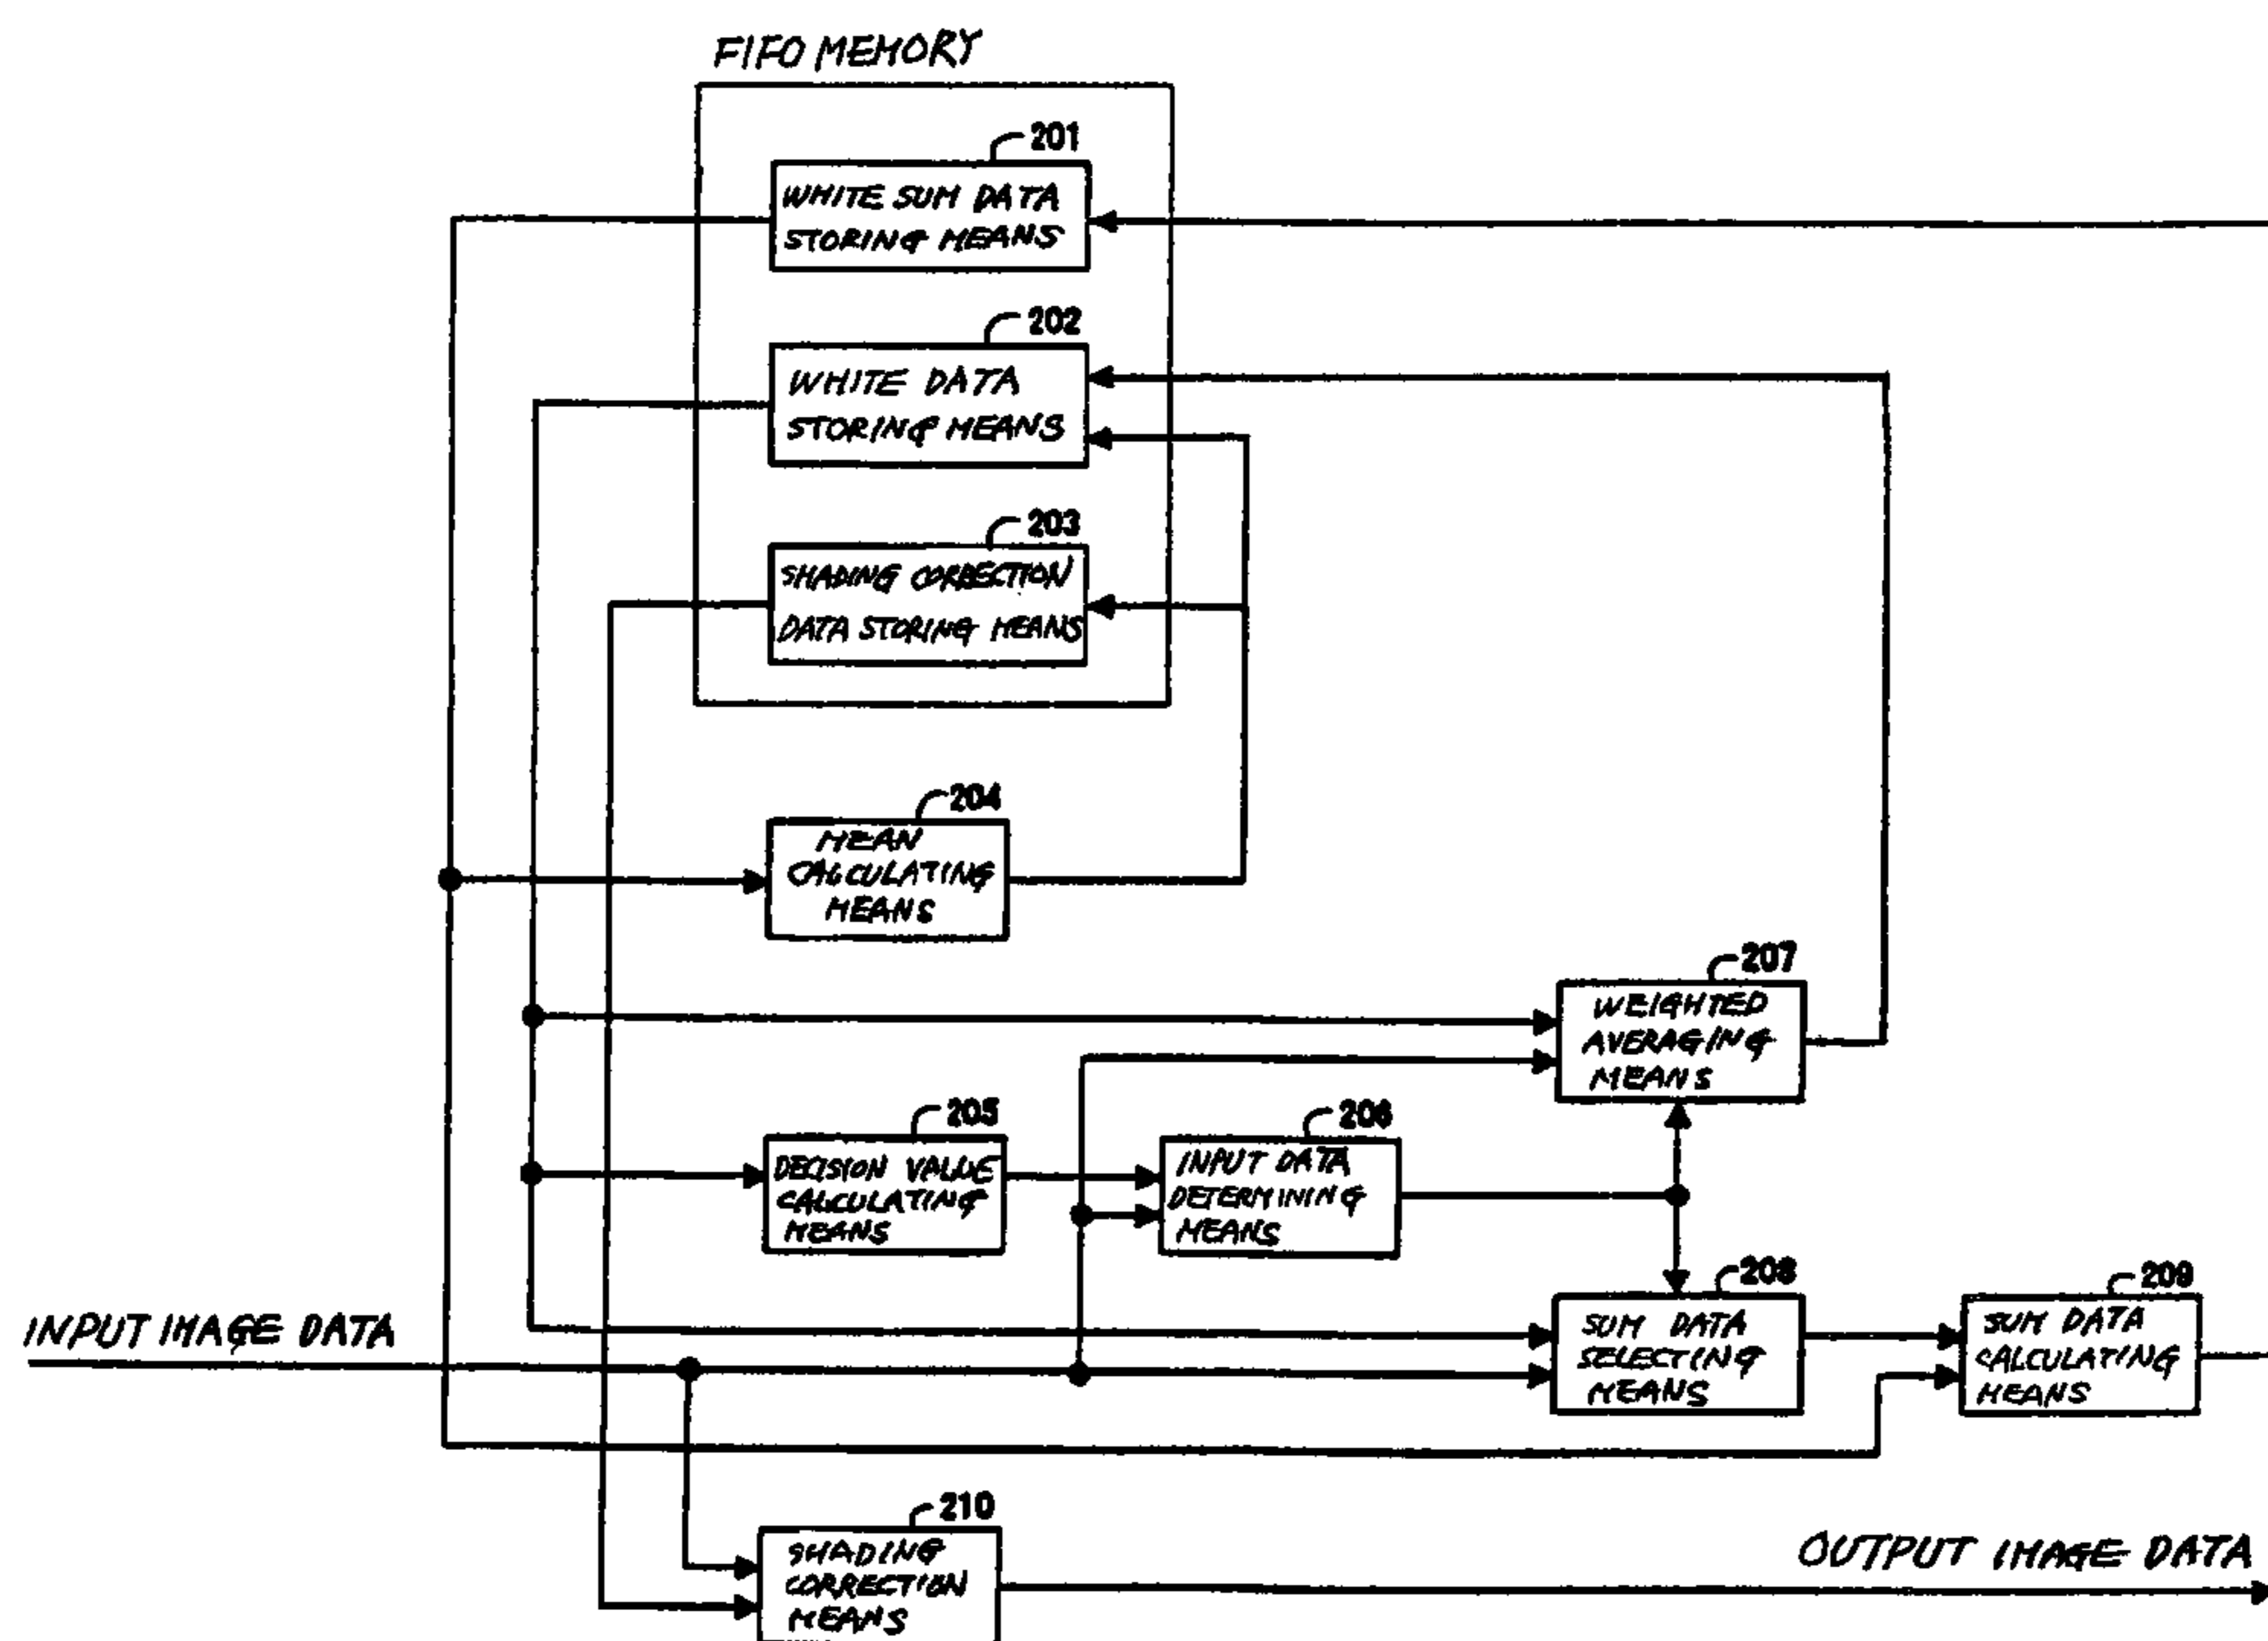 FIFO MEMORY
201
WHITE SUM DATA
STORING MEANS
202
WHITE DATA
STORING MEANS
203
SHADING CORRECTION
DATA STORING MEANS
204
MEAN
CALCULATING
MEANS
207
WEIGHTED
AVERAGING
MEANS
205
DECISION VALUE
CALCULATING
MEANS
206
INPUT DATA
DETERMINING
MEANS
INPUT IMAGE DATA
208
SUM DATA
SELECTING
MEANS
209
SUM DATA
CALCULATING
MEANS
210
SHADING
CORRECTION
MEANS
OUTPUT IMAGE DATA